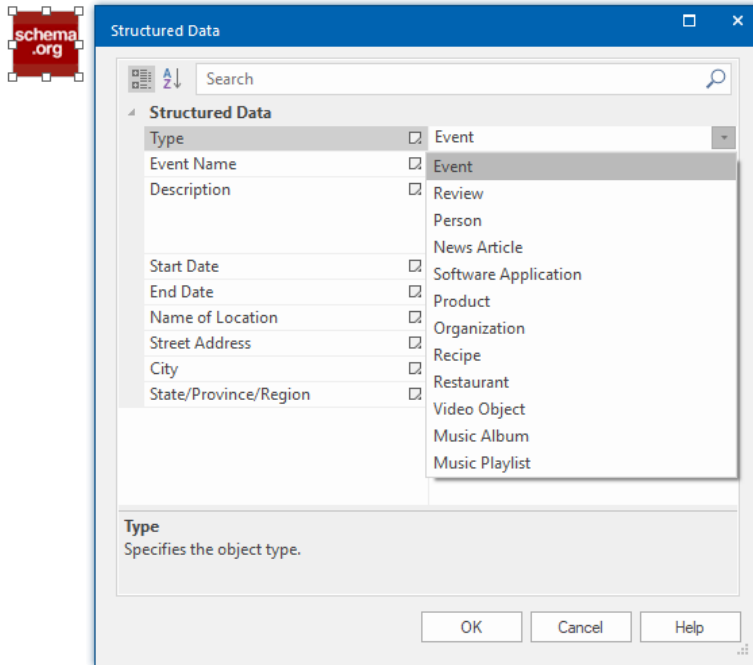 schema
.org
Structured Data
Search
Structured Data
Type Event
Event Name
Description
Event
Review
Person
News Article
Software Application
Product
Organization
Recipe
Restaurant
Video Object
Music Album
Music Playlist
Start Date
End Date
Name of Location
Street Address
City
State/Province/Region
Type
Specifies the object type.
OK Cancel Help